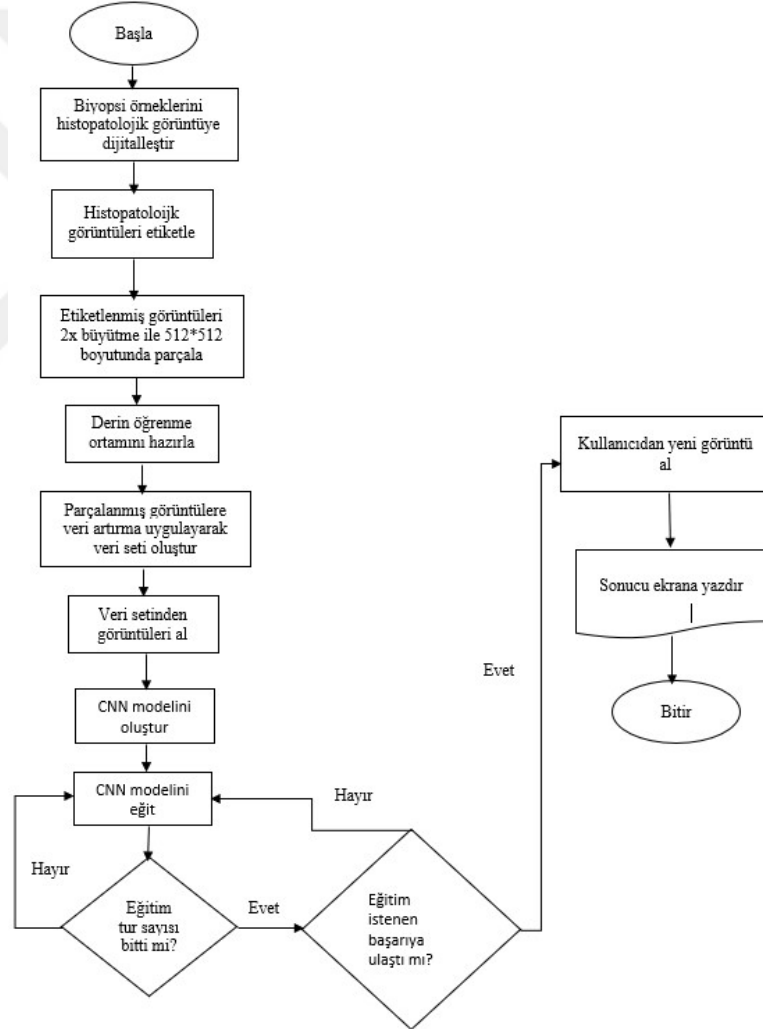 Başla
Biyopsi örneklerini
histopatolojik görüntüye
dijitalleştir
Histopatoloijk
görüntüleri etiketle
Etiketlenmiş görüntüleri
2x büyütme ile 512*512
boyutunda parçala
Derin öğrenme
ortamını hazırla
Parçalanmış görüntülere
veri artırma uygulayarak
veri seti oluştur
Veri setinden
görüntüleri al
CNN modelini
oluştur
CNN modelini
eğit
Hayır
Eğitim
tur sayısı
bitti mi?
Evet
Hayır
Eğitim
istenen
başarıya
ulaştı mı?
Evet
Kullanıcıdan yeni görüntü
al
Sonucu ekrana yazdır
Bitir